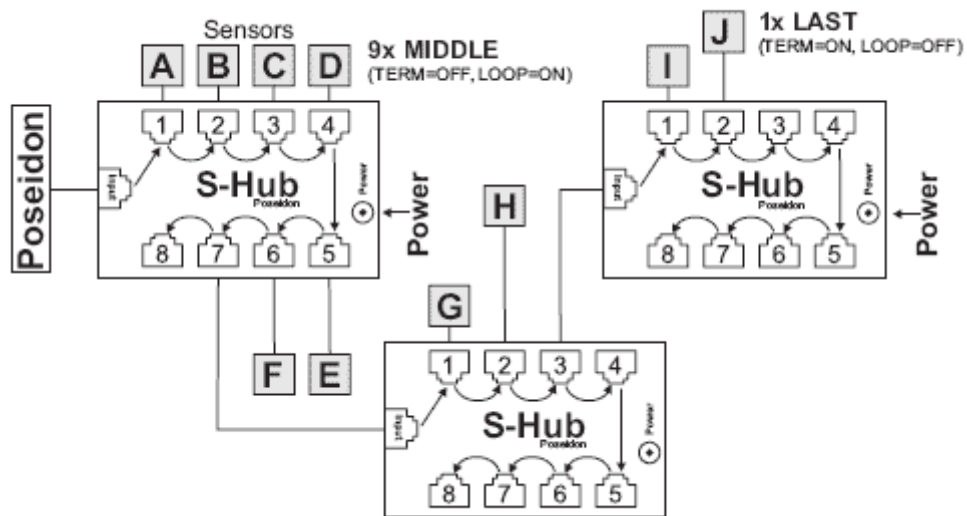 Sensors
A B C D
9x MIDDLE
(TERM=OFF, LOOP=ON)
J
1x LAST
(TERM=ON, LOOP=OFF)
I
Poseidon
1 2 3 4
Input
S-Hub
Poseidon
Power
Power
8 7 6 5
H
1 2 3 4
Input
S-Hub
Poseidon
Power
Power
8 7 6 5
F E
G
1 2 3 4
Input
S-Hub
Poseidon
Power
8 7 6 5